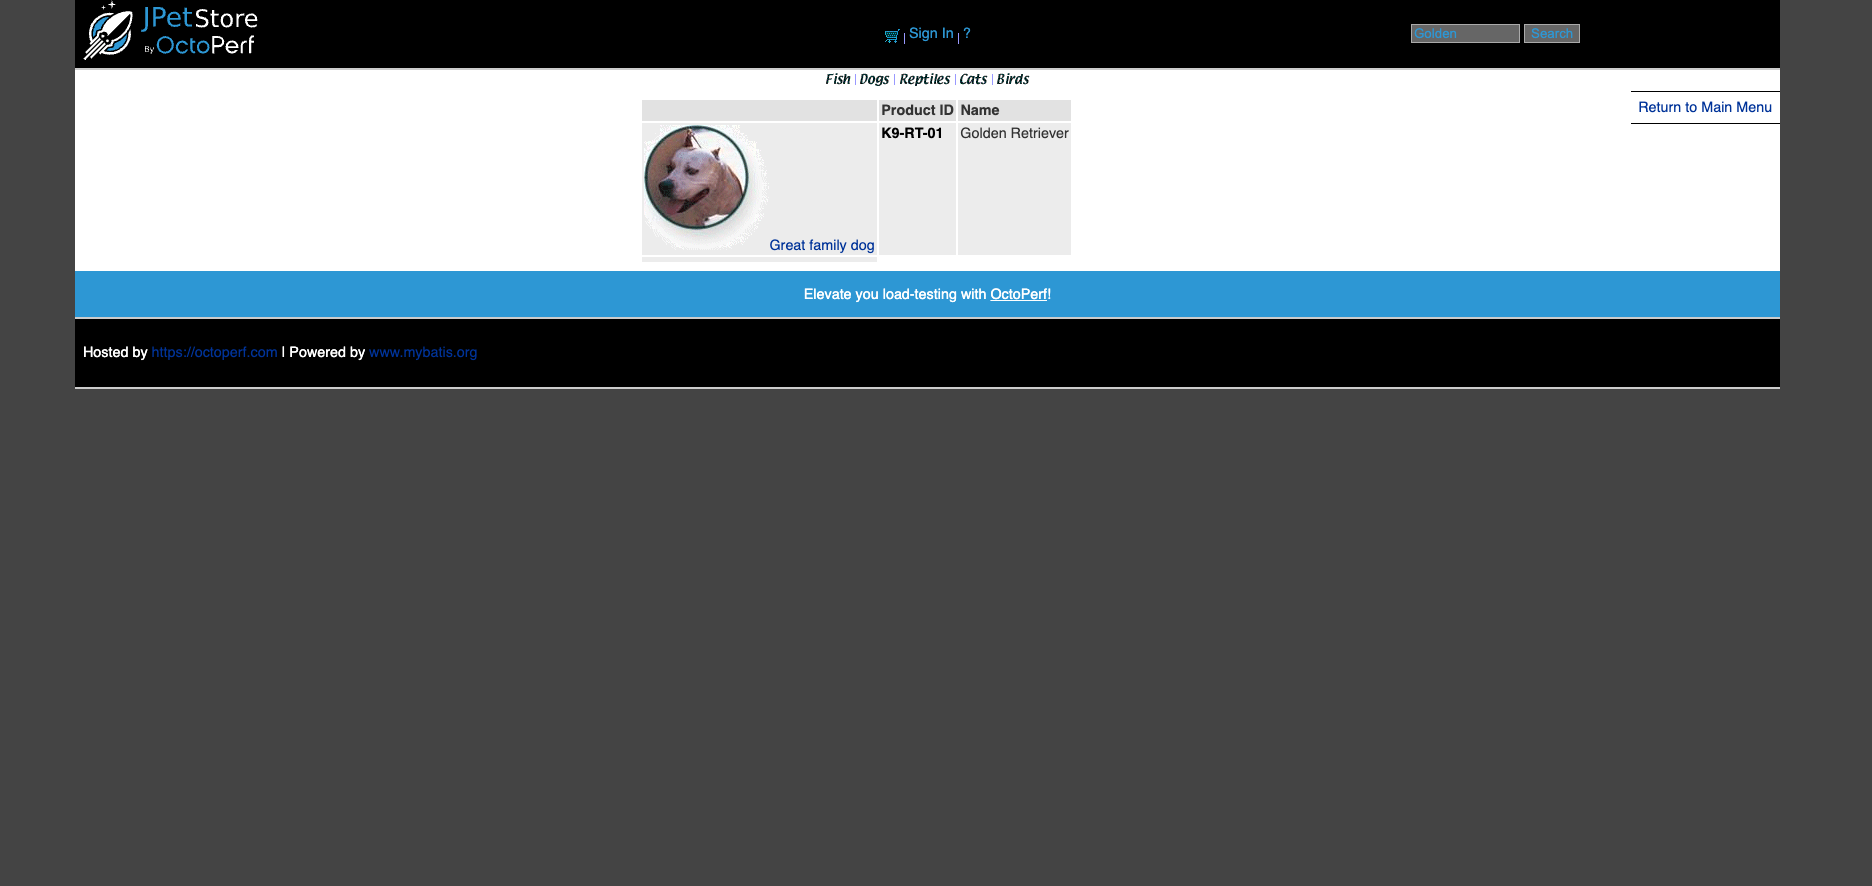 JPetStore
By OctoPerf
Sign In ?
Golden Search
Fish Dogs Reptiles Cats Birds
Return to Main Menu
Product ID Name
K9-RT-01 Golden Retriever
Great family dog
Elevate you load-testing with OctoPerf!
Hosted by https://octoperf.com | Powered by www.mybatis.org